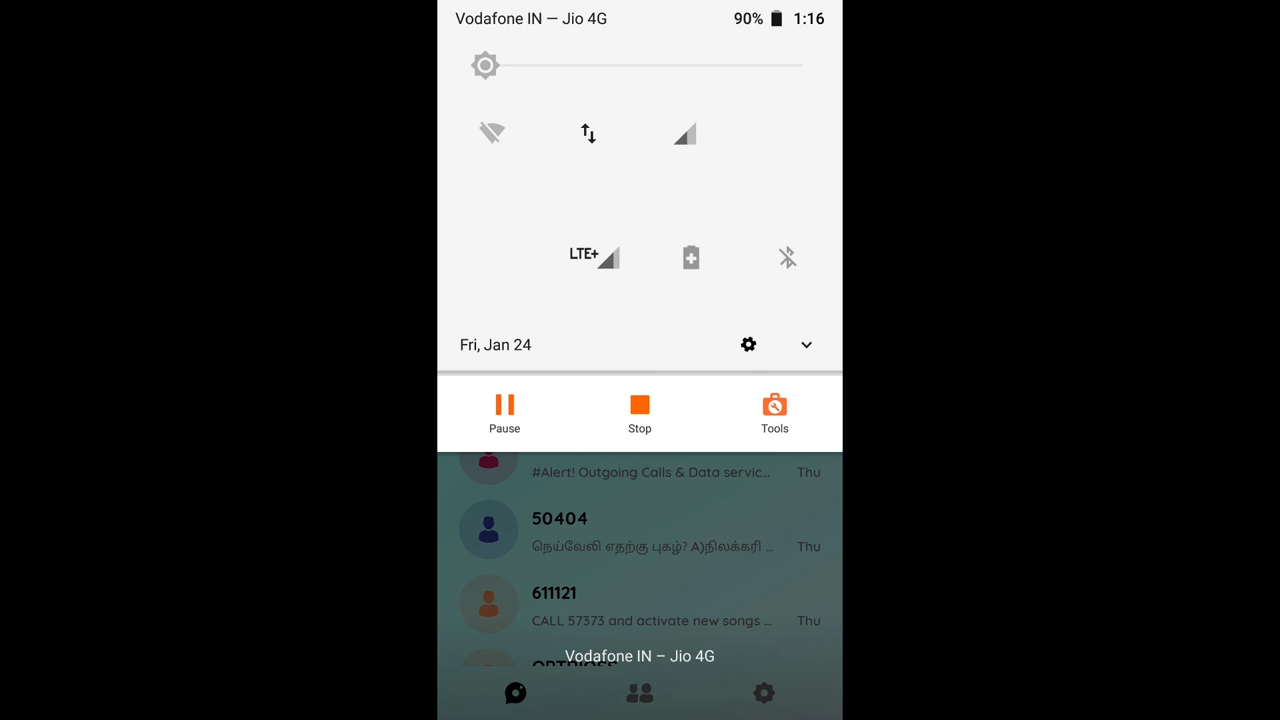 Vodafone IN — Jio 4G 90% 1:16
LTE+
Fri, Jan 24
Pause Stop Tools
#Alert! Outgoing Calls & Data servic... Thu
50404
நெய்வேலி எதற்கு புகழ்? A)நிலக்கரி ... Thu
611121
CALL 57373 and activate new songs ... Thu
Vodafone IN – Jio 4G